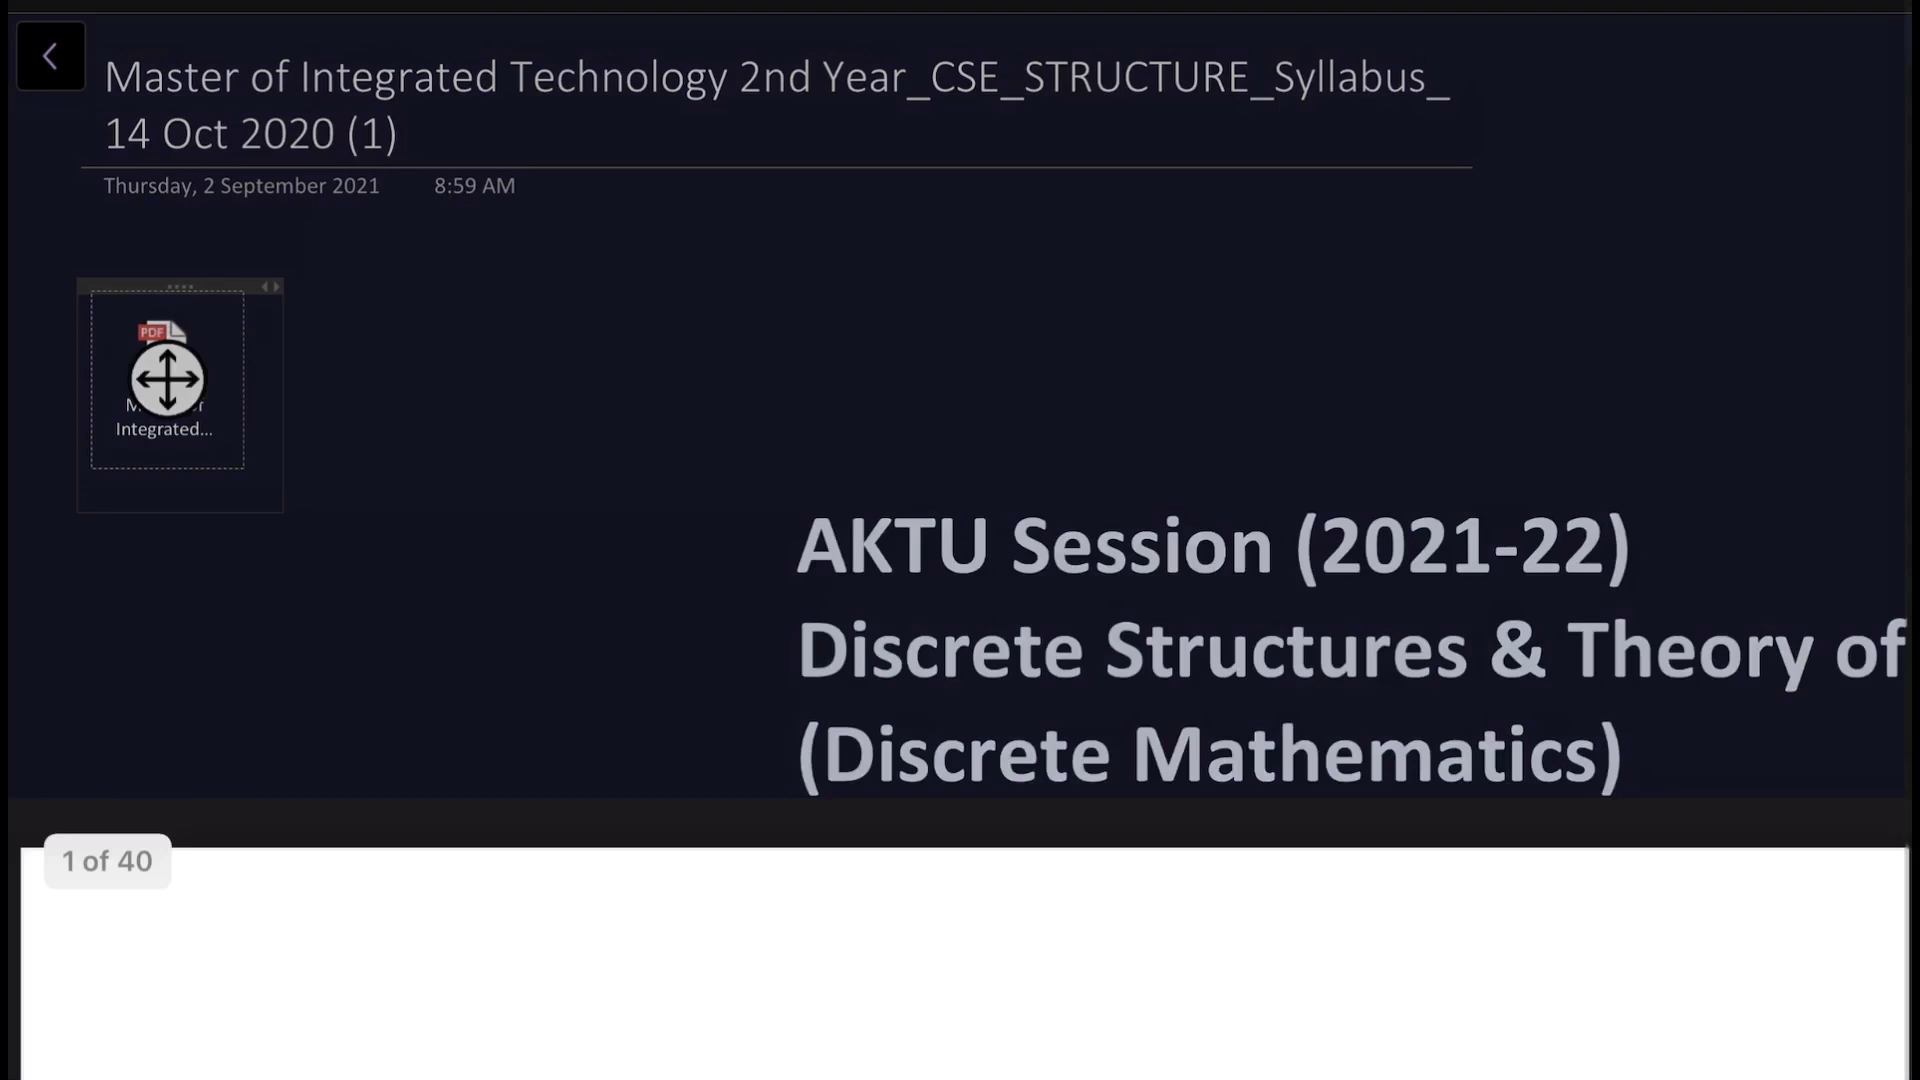 Master of Integrated Technology 2nd Year_CSE_STRUCTURE_Syllabus_
14 Oct 2020 (1)
Thursday, 2 September 2021 8:59 AM
PDF
Integrated...
AKTU Session (2021-22)
Discrete Structures & Theory of
(Discrete Mathematics)
1 of 40